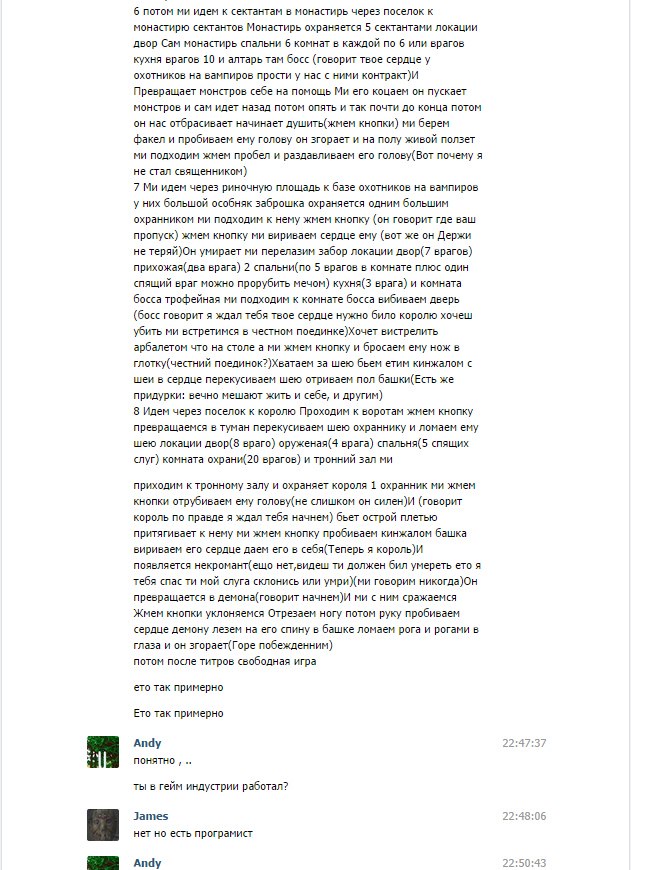 6 потом ми идем к сектантам в монастирь через поселок к
монастирю сектантов Монастирь охраняется 5 сектантами локации
двор Сам монастирь спальни 6 комнат в каждой по 6 или врагов
кухня врагов 10 и алтарь там босс (говорит твое сердце у
охотников на вампиров прости у нас с ними контракт)И
Превращает монстров себе на помощь Ми его коцаем он пускает
монстров и сам идет назад потом опять и так почти до конца потом
он нас отбрасивает начинает душить(жмем кнопки) ми берем
факел и пробиваем ему голову он згорает и на полу живой ползет
ми подходим жмем пробел и раздавливаем его голову(Вот почему я
не стал священником)
7 Ми идем через риночную площадь к базе охотников на вампиров
у них большой особняк заброшка охраняется одним большим
охранником ми подходим к нему жмем кнопку (он говорит где ваш
пропуск) жмем кнопку ми вириваем сердце ему (вот же он Держи
не теряй)Он умирает ми перелазим забор локации двор(7 врагов)
прихожая(два врага) 2 спальни(по 5 врагов в комнате плюс один
спящий враг можно прорубить мечом) кухня(3 врага) и комната
босса трофейная ми подходим к комнате босса вибиваем дверь
(босс говорит я ждал тебя твое сердце нужно било королю хочеш
убить ми встретимся в честном поединке)Хочет вистрелить
арбалетом что на столе а ми жмем кнопку и бросаем ему нож в
глотку(честний поединок?)Хватаем за шею бьем етим кинжалом с
шеи в сердце перекусиваем шею отриваем пол башки(Есть же
придурки: вечно мешают жить и себе, и другим)
8 Идем через поселок к королю Проходим к воротам жмем кнопку
превращаемся в туман перекусиваем шею охраннику и ломаем ему
шею локации двор(8 враго) оруженая(4 врага) спальня(5 спящих
слуг) комната охрани(20 врагов) и тронний зал ми
приходим к тронному залу и охраняет короля 1 охранник ми жмем
кнопки отрубиваем ему голову(не слишком он силен)И (говорит
король по правде я ждал тебя начнем) бьет острой плетью
притягивает к нему ми жмем кнопку пробиваем кинжалом башка
вириваем его сердце даем его в себя(Теперь я король)И
появляется некромант(ещо нет,видеш ти должен бил умереть ето я
тебя спас ти мой слуга склонись или умри)(ми говорим никогда)Он
превращается в демона(говорит начнем)И ми с ним сражаемся
Жмем кнопки уклоняемся Отрезаем ногу потом руку пробиваем
сердце демону лезем на его спину в башке ломаем рога и рогами в
глаза и он згорает(Горе побежденним)
потом после титров свободная игра
ето так примерно
Ето так примерно
Andy 22:47:37
понятно , ..
ты в гейм индустрии работал?
James 22:48:06
нет но есть програмист
Andy 22:50:43